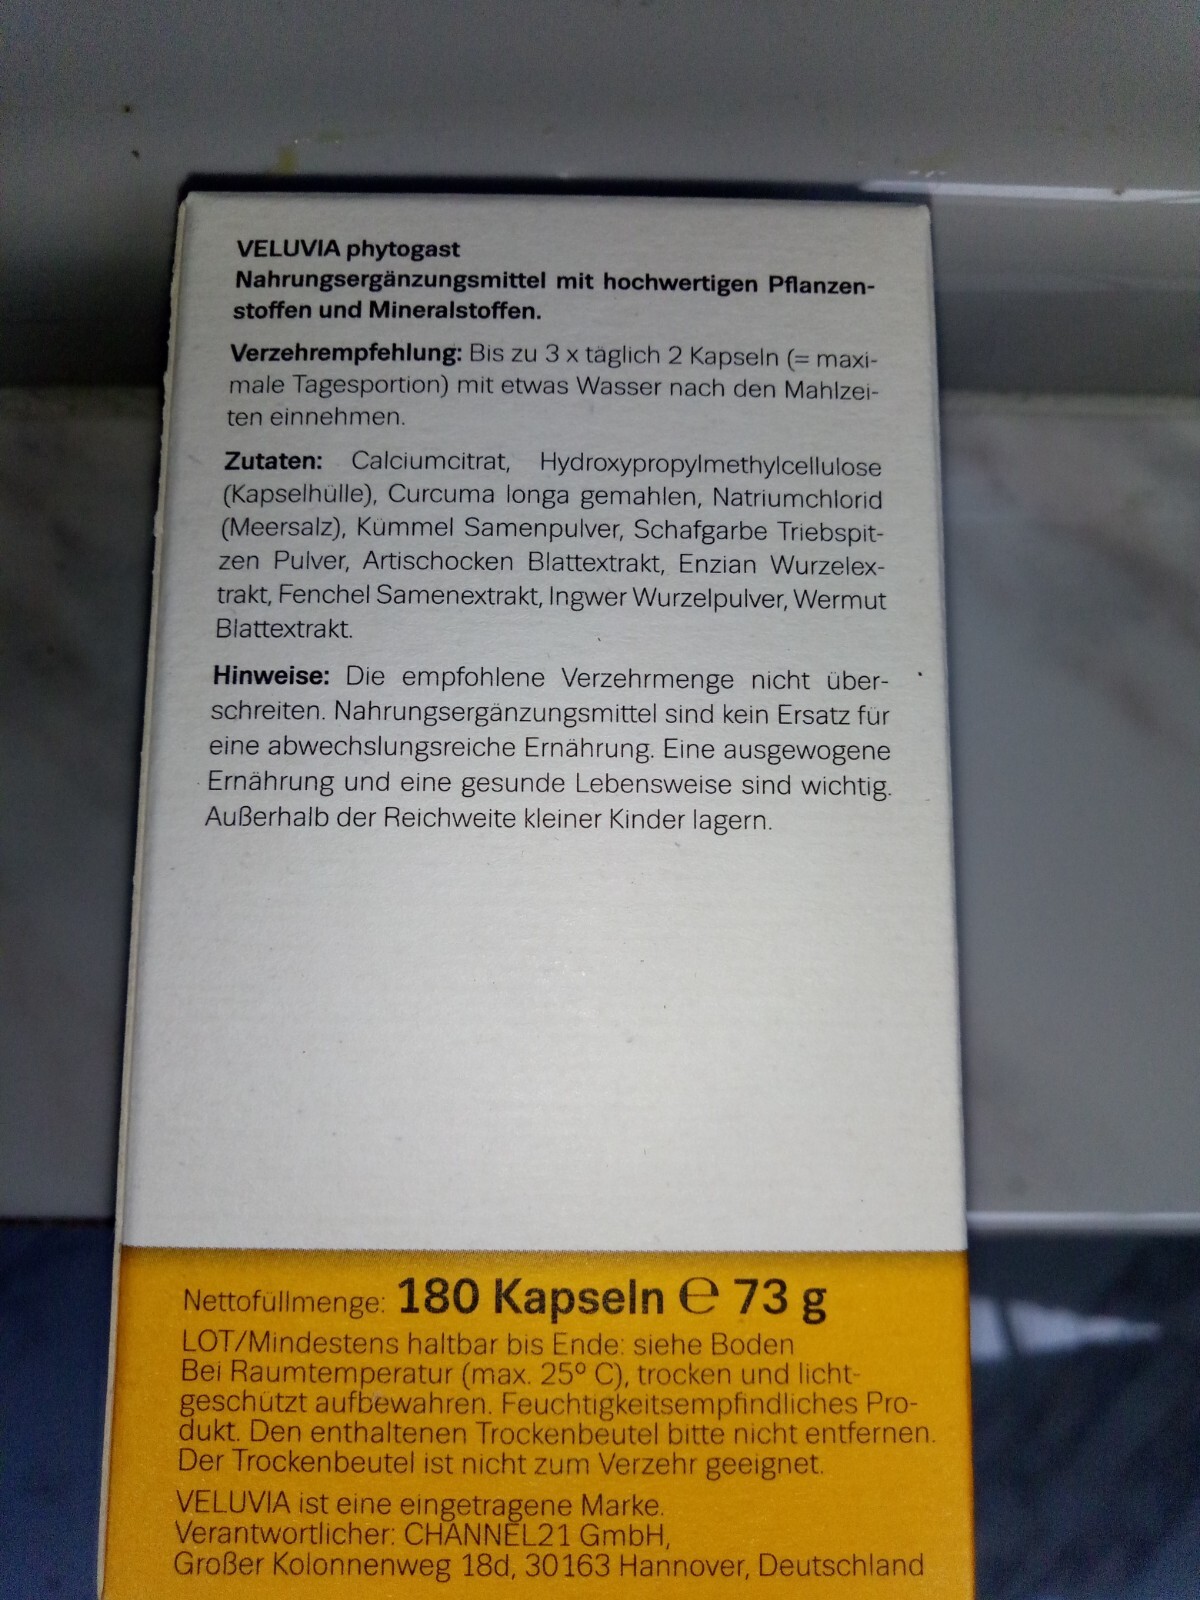 VELUVIA phytogast
Nahrungsergänzungsmittel mit hochwertigen Pflanzen-
stoffen und Mineralstoffen.
Verzehrempfehlung: Bis zu 3 x täglich 2 Kapseln (= maxi-
male Tagesportion) mit etwas Wasser nach den Mahlzei-
ten einnehmen.
Zutaten: Calciumcitrat, Hydroxypropylmethylcellulose
(Kapselhülle), Curcuma longa gemahlen, Natriumchlorid
(Meersalz), Kümmel Samenpulver, Schafgarbe Triebspit-
zen Pulver, Artischocken Blattextrakt, Enzian Wurzelex-
trakt, Fenchel Samenextrakt, Ingwer Wurzelpulver, Wermut
Blattextrakt.
Hinweise: Die empfohlene Verzehrmenge nicht über-
schreiten. Nahrungsergänzungsmittel sind kein Ersatz für
eine abwechslungsreiche Ernährung. Eine ausgewogene
Ernährung und eine gesunde Lebensweise sind wichtig.
Außerhalb der Reichweite kleiner Kinder lagern.
Nettofüllmenge: 180 Kapseln ℮ 73 g
LOT/Mindestens haltbar bis Ende: siehe Boden
Bei Raumtemperatur (max. 25° C), trocken und licht-
geschützt aufbewahren. Feuchtigkeitsempfindliches Pro-
dukt. Den enthaltenen Trockenbeutel bitte nicht entfernen.
Der Trockenbeutel ist nicht zum Verzehr geeignet.
VELUVIA ist eine eingetragene Marke.
Verantwortlicher: CHANNEL21 GmbH,
Großer Kolonnenweg 18d, 30163 Hannover, Deutschland